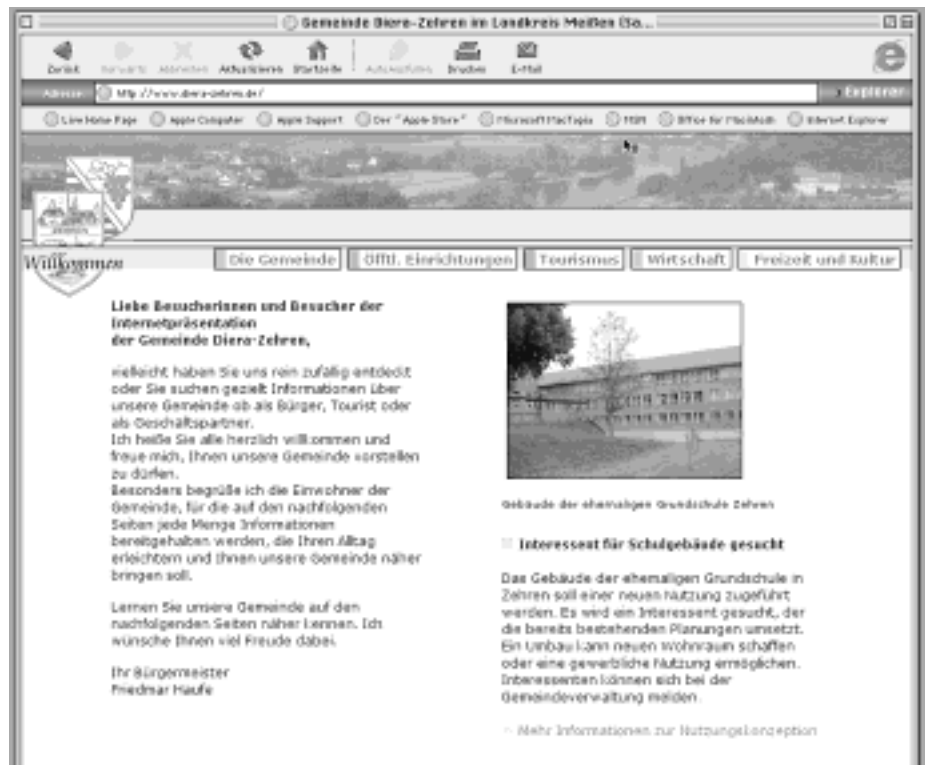 Gemeinde Diera-Zehren im Landkreis Meißen (Sa...
Zurück Vorwärts Abbrechen Aktualisieren Startseite AutoAusfüllen Drucken E-Mail
Adresse http://www.diera-zehren.de/ Explorer
Live Home Page Apple Computer Apple Support Der "Apple Store" Microsoft MacTopia MSN Office for Macintosh Internet Explorer
Willkommen
Die Gemeinde Öfftl. Einrichtungen Tourismus Wirtschaft Freizeit und Kultur
Liebe Besucherinnen und Besucher der
Internetpräsentation
der Gemeinde Diera-Zehren,
vielleicht haben Sie uns rein zufällig entdeckt
oder Sie suchen gezielt Informationen über
unsere Gemeinde ob als Bürger, Tourist oder
als Geschäftspartner.
Ich heiße Sie alle herzlich willkommen und
freue mich, Ihnen unsere Gemeinde vorstellen
zu dürfen.
Besonders begrüße ich die Einwohner der
Gemeinde, für die auf den nachfolgenden
Seiten jede Menge Informationen
bereitgehalten werden, die Ihren Alltag
erleichtern und Ihnen unsere Gemeinde näher
bringen soll.
Lernen Sie unsere Gemeinde auf den
nachfolgenden Seiten näher kennen. Ich
wünsche Ihnen viel Freude dabei.
Ihr Bürgermeister
Friedmar Haufe
Gebäude der ehemaligen Grundschule Zehren
Interessent für Schulgebäude gesucht
Das Gebäude der ehemaligen Grundschule in
Zehren soll einer neuen Nutzung zugeführt
werden. Es wird ein Interessent gesucht, der
die bereits bestehenden Planungen umsetzt.
Ein Umbau kann neuen Wohnraum schaffen
oder eine gewerbliche Nutzung ermöglichen.
Interessenten können sich bei der
Gemeindeverwaltung melden.
Mehr Informationen zur Nutzungskonzeption